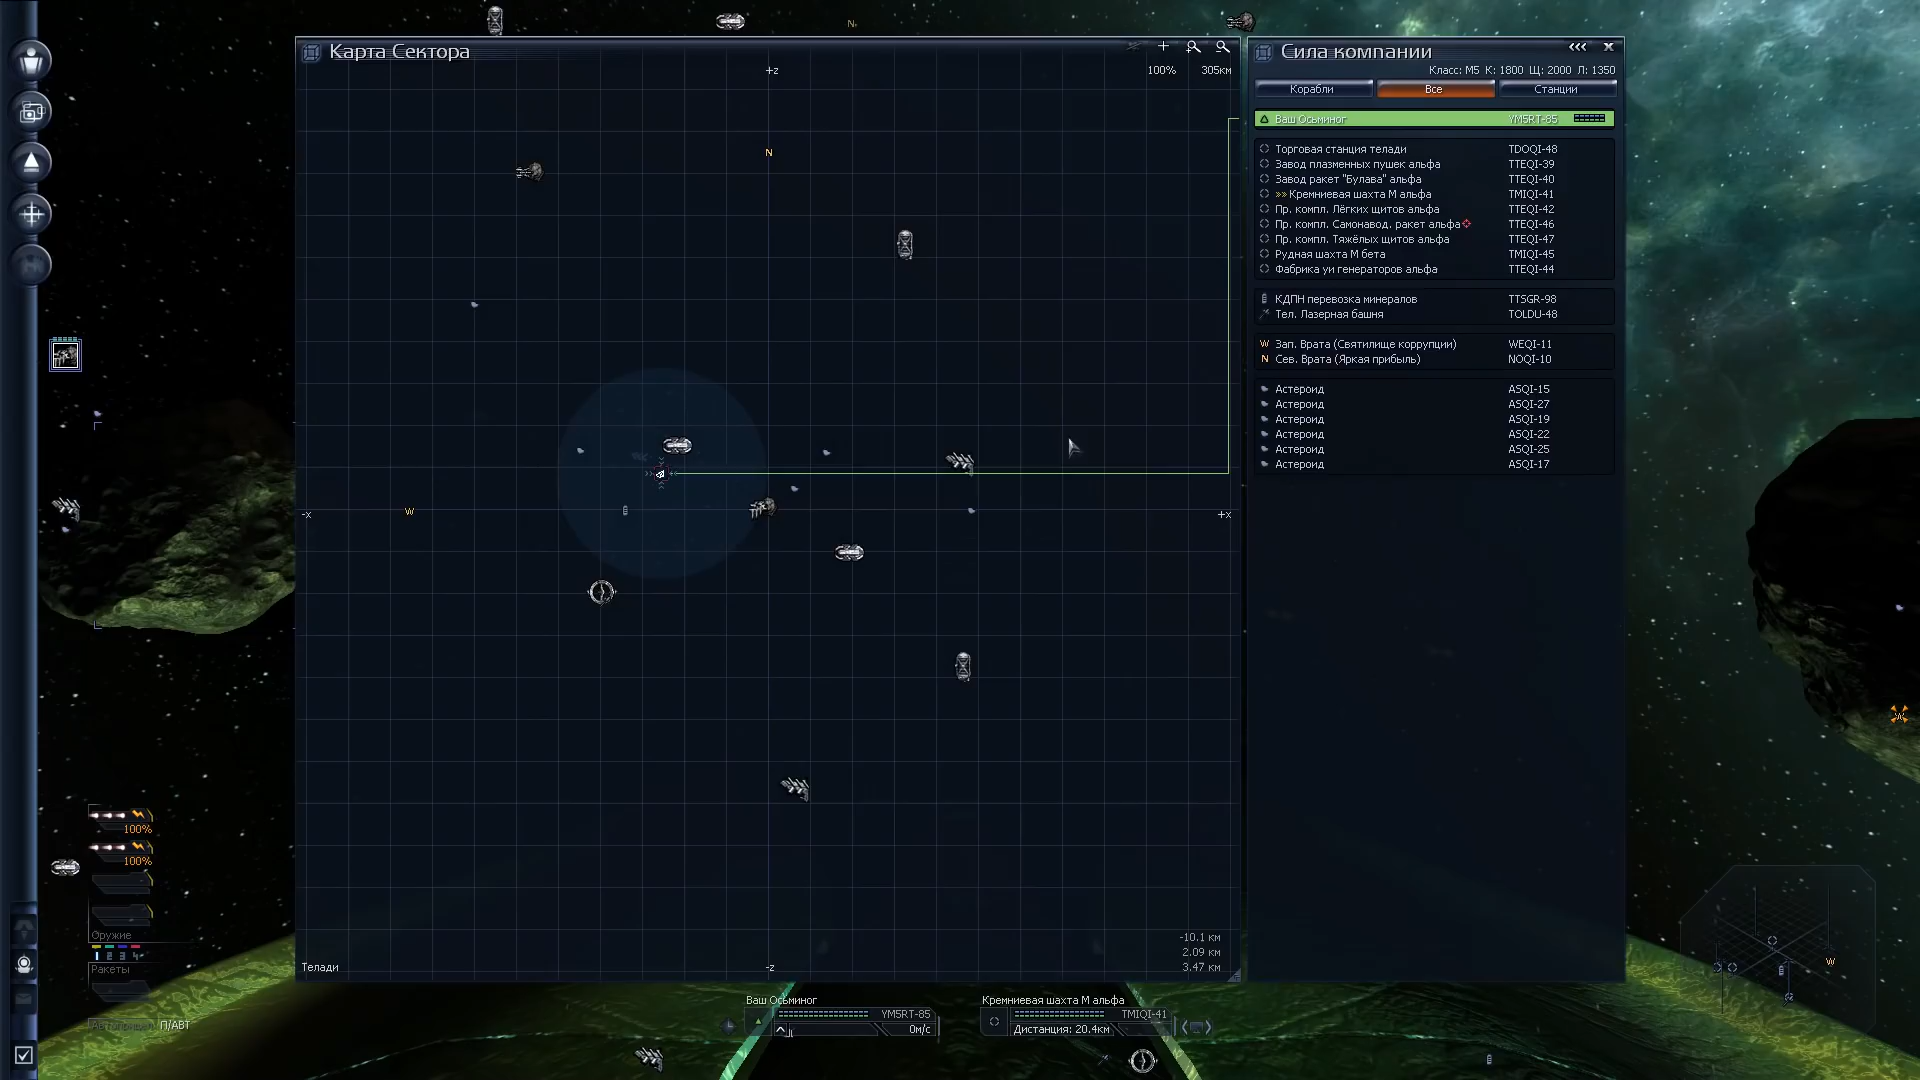 N
Карта Сектора
+z
100%
305км
N
-x
W
+x
-10.1 км
2.09 км
3.47 км
Телади
-z
Сила компании
Класс: M5 К: 1800 Щ: 2000 Л: 1350
Корабли
Все
Станции
Ваш Осьминог YM5RT-85
Торговая станция телади TDOQI-48
Завод плазменных пушек альфа TTEQI-39
Завод ракет "Булава" альфа TTEQI-40
»Кремниевая шахта М альфа TMIQI-41
Пр. компл. Лёгких щитов альфа TTEQI-42
Пр. компл. Самонавод. ракет альфа TTEQI-46
Пр. компл. Тяжёлых щитов альфа TTEQI-47
Рудная шахта М бета TMIQI-45
Фабрика уи генераторов альфа TTEQI-44
КДПН перевозка минералов TTSGR-98
Тел. Лазерная башня TOLDU-48
W Зап. Врата (Святилище коррупции) WEQI-11
N Сев. Врата (Яркая прибыль) NOQI-10
Астероид ASQI-15
Астероид ASQI-27
Астероид ASQI-19
Астероид ASQI-22
Астероид ASQI-25
Астероид ASQI-17
100%
100%
Оружие
1 2 3 4
Ракеты
П/АВТ
Ваш Осьминог
YM5RT-85
0м/с
Кремниевая шахта М альфа
TMIQI-41
Дистанция: 20.4км
W
W